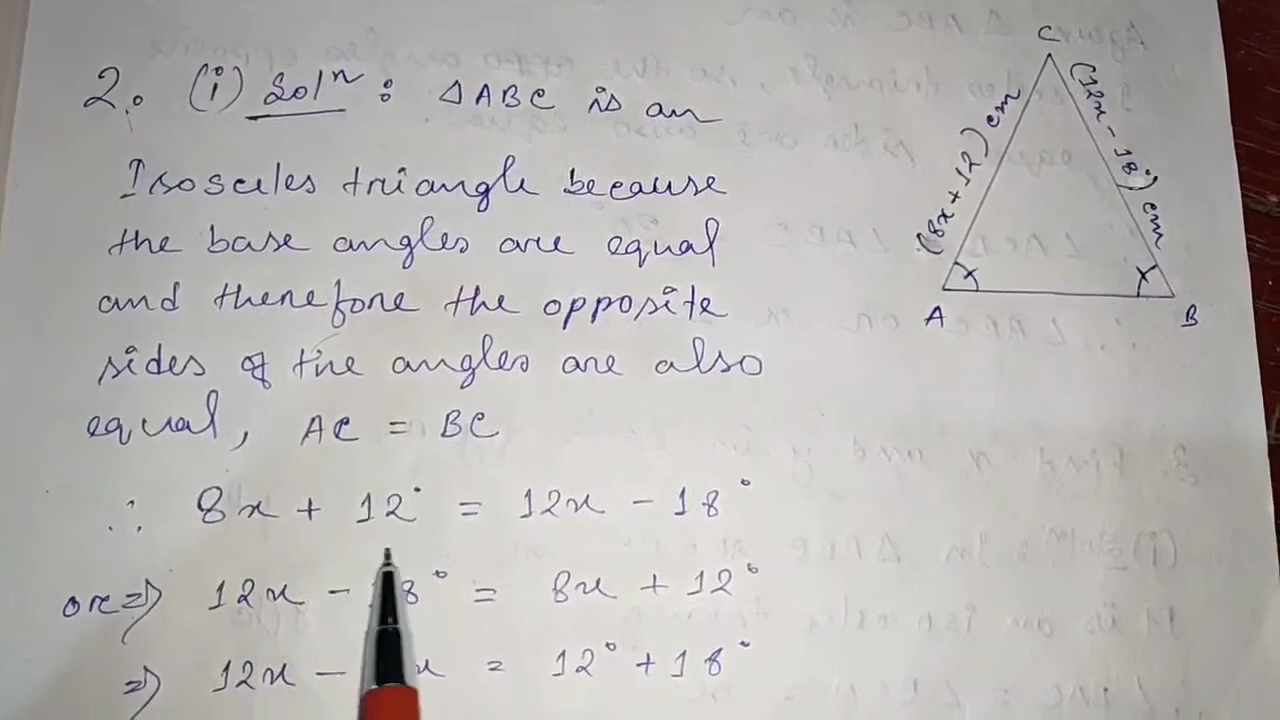 2. (i) Solⁿ : △ABC is an
Isosceles triangle because
the base angles are equal
and therefore the opposite
sides of the angles are also
equal, AC = BC
∴ 8x + 12° = 12x - 18°
or ⇒ 12x - 8° = 8x + 12°
⇒ 12x - x = 12° + 18°
C
(8x + 12) cm
(12x - 18°) cm
A
B